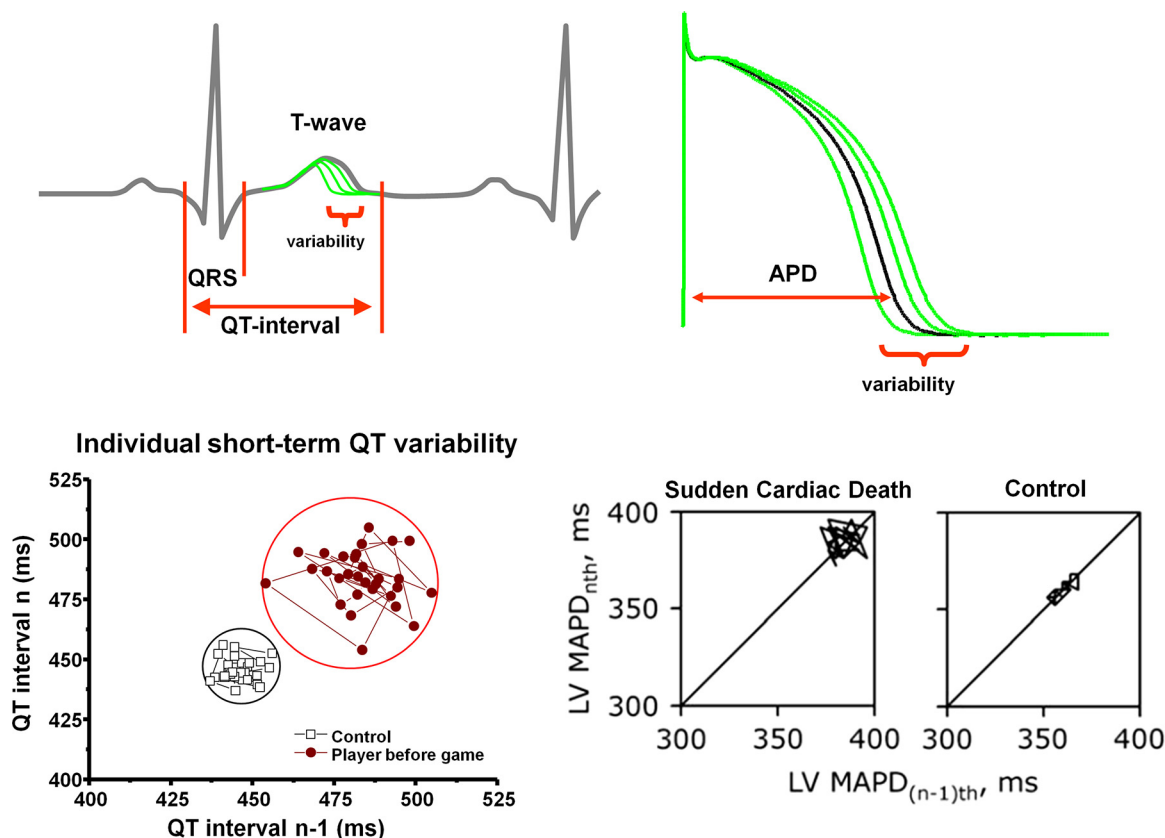 T-wave
variability
QRS
QT-interval
APD
variability
Individual short-term QT variability
QT interval n (ms)
525
500
475
450
425
400
400
425
450
475
500
525
QT interval n-1 (ms)
Control
Player before game
Sudden Cardiac Death
Control
LV MAPDnth, ms
400
350
300
300
350
400
300
350
400
LV MAPD(n-1)th, ms